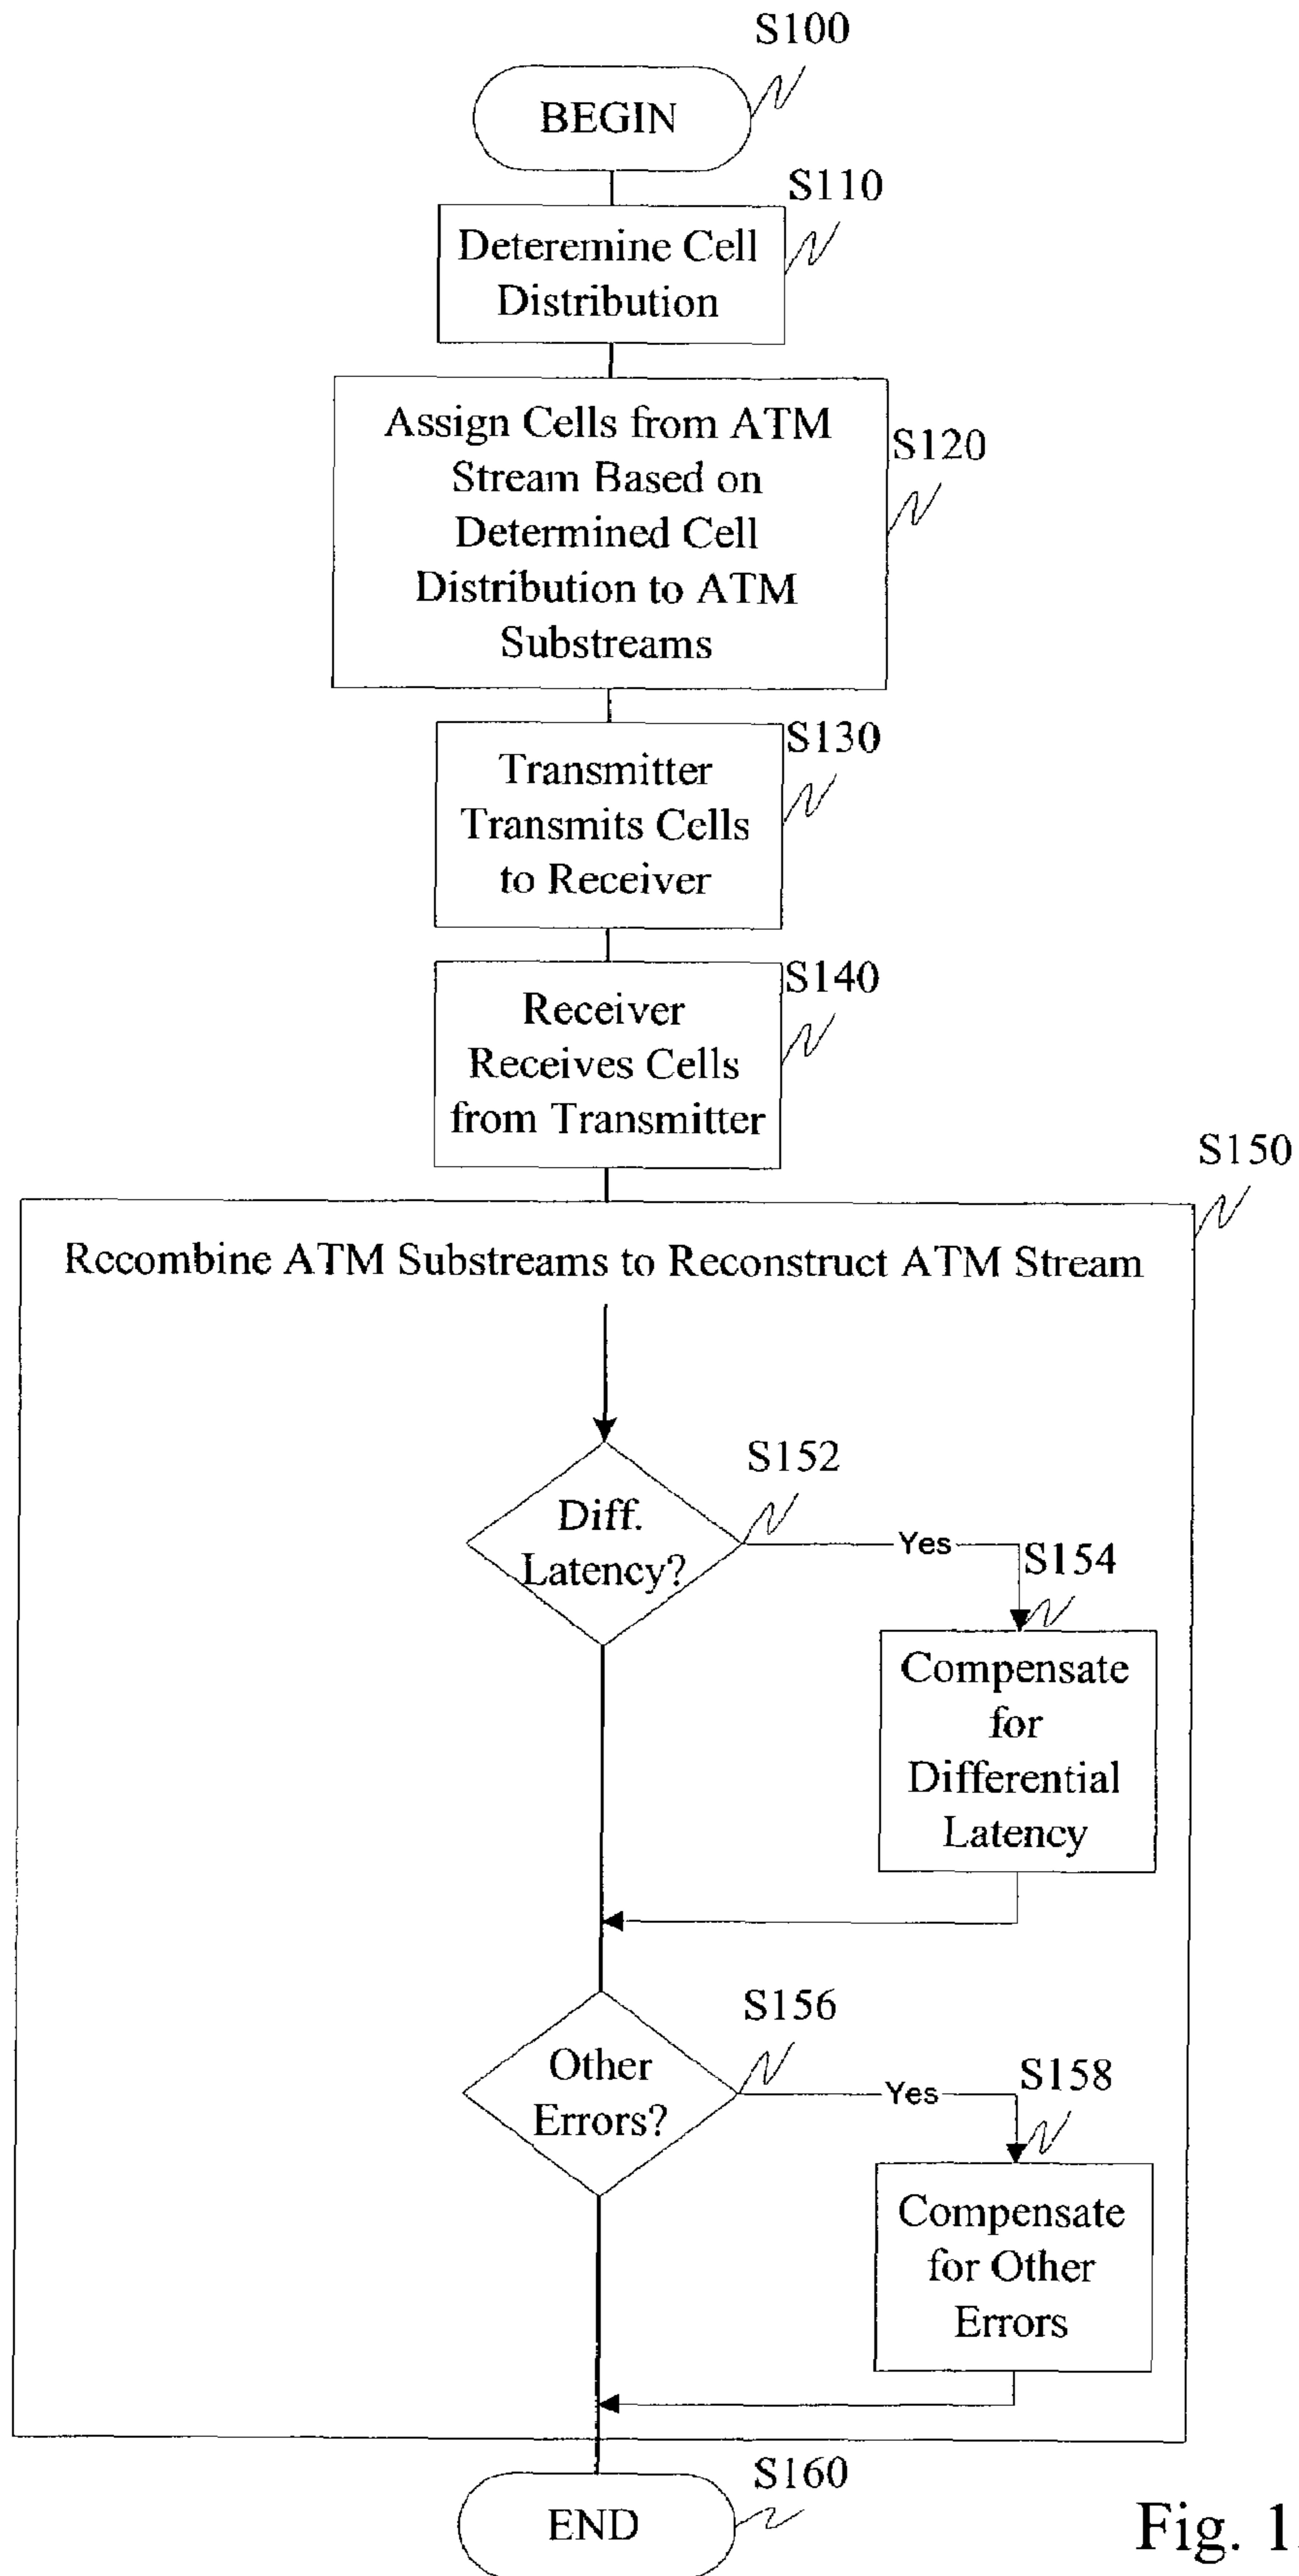 S100
BEGIN
S110
Deteremine Cell
Distribution
Assign Cells from ATM
Stream Based on
Determined Cell
Distribution to ATM
Substreams
S120
S130
Transmitter
Transmits Cells
to Receiver
S140
Receiver
Receives Cells
from Transmitter
S150
Recombine ATM Substreams to Reconstruct ATM Stream
S152
Diff.
Latency?
Yes
S154
Compensate
for
Differential
Latency
S156
Other
Errors?
Yes
S158
Compensate
for Other
Errors
S160
END
Fig. 1.